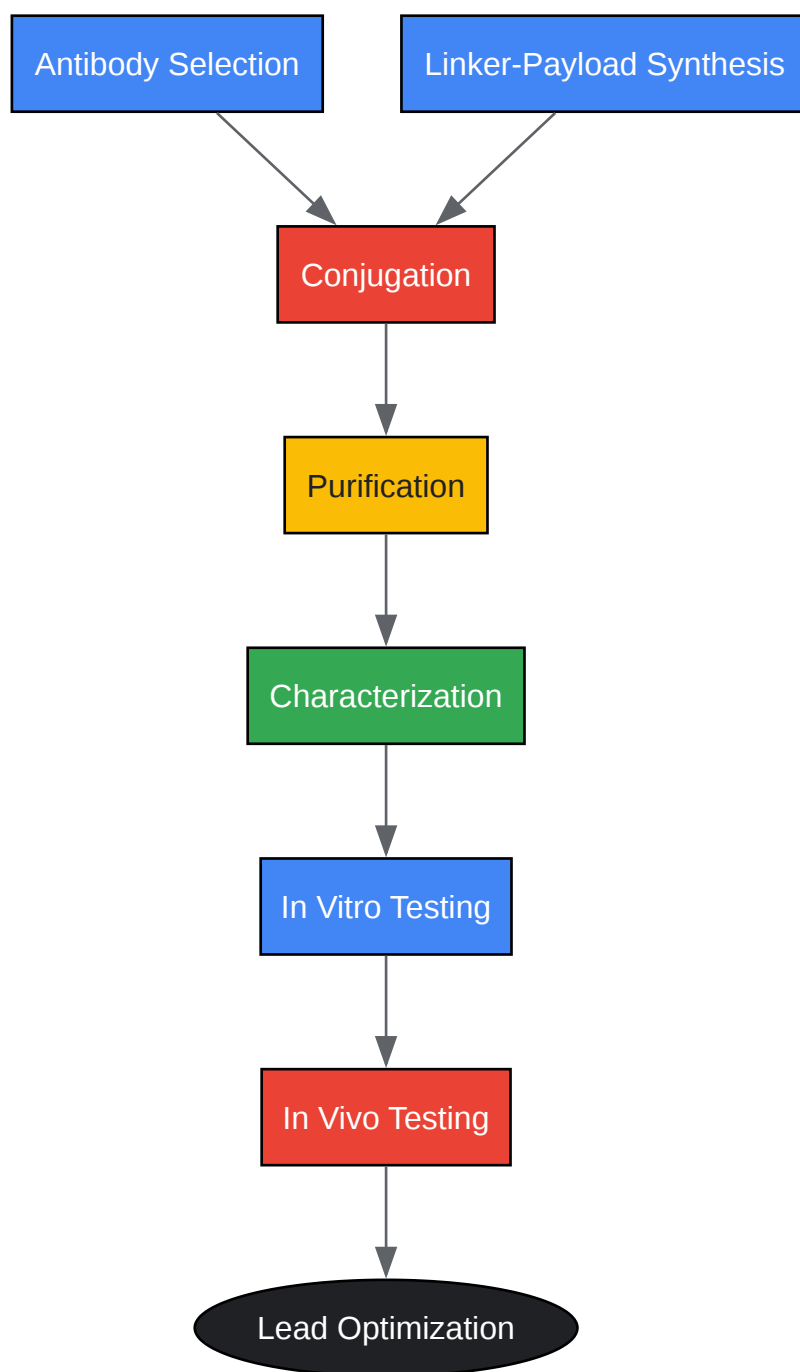 Antibody Selection
Linker-Payload Synthesis
Conjugation
Purification
Characterization
In Vitro Testing
In Vivo Testing
Lead Optimization